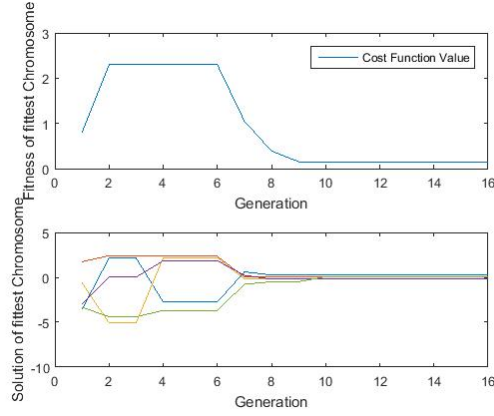 Fitness of fittest Chromosome
3
2
1
0
Cost Function Value
0 2 4 6 8 10 12 14 16
Generation
Solution of fittest Chromosome
5
0
-5
-10
0 2 4 6 8 10 12 14 16
Generation